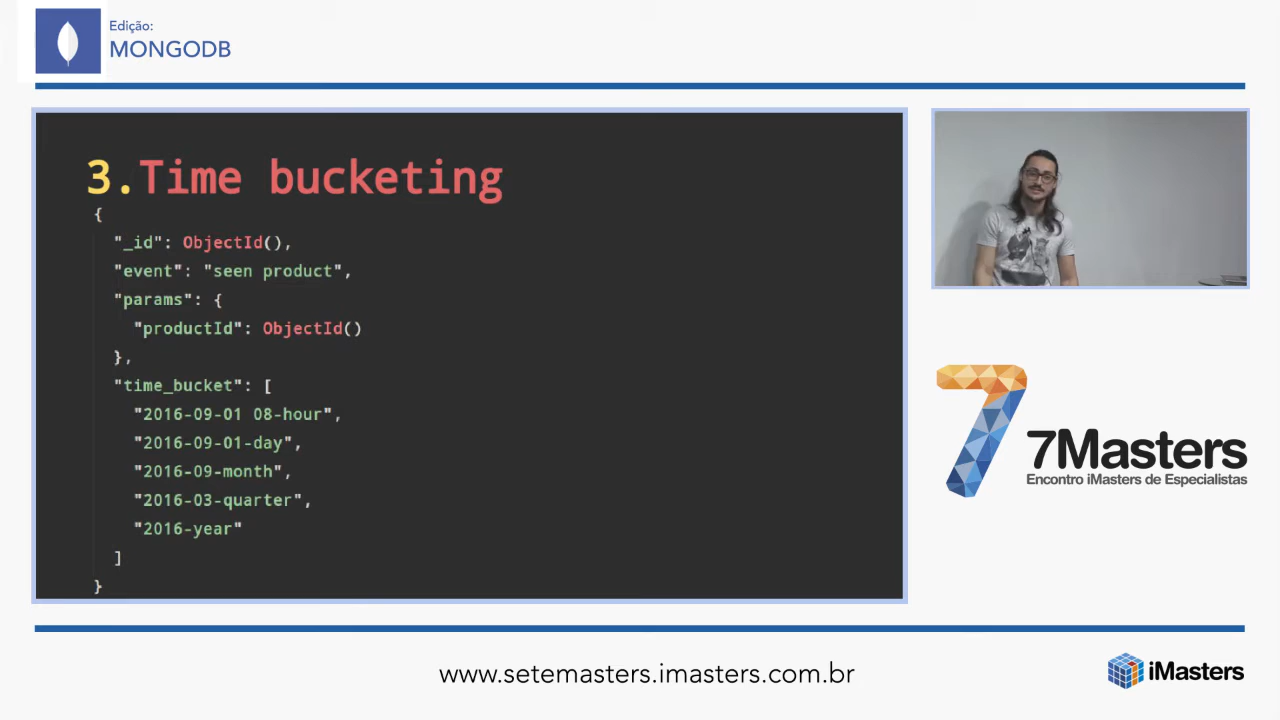 Edição:
MONGODB
3.Time bucketing
{
"_id": ObjectId(),
"event": "seen product",
"params": {
"productId": ObjectId()
},
"time_bucket": [
"2016-09-01 08-hour",
"2016-09-01-day",
"2016-09-month",
"2016-03-quarter",
"2016-year"
]
}
7Masters
Encontro iMasters de Especialistas
www.setemasters.imasters.com.br
iMasters